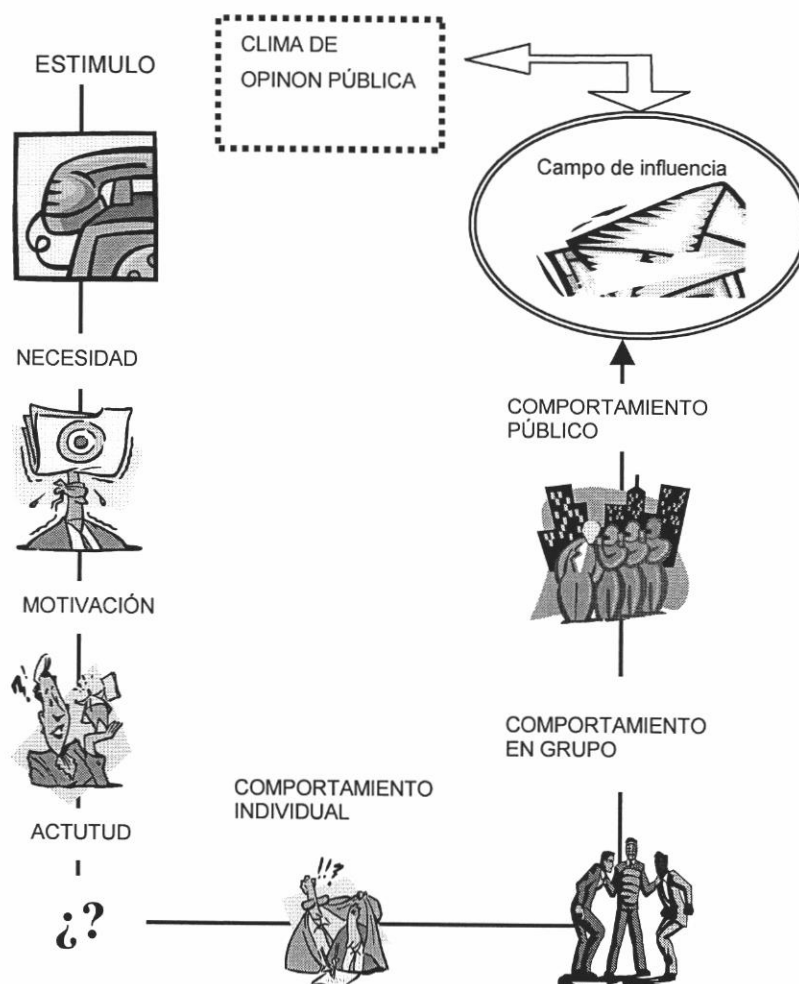 ESTIMULO
CLIMA DE
OPINON PÚBLICA
Campo de influencia
NECESIDAD
COMPORTAMIENTO
PÚBLICO
MOTIVACIÓN
COMPORTAMIENTO
EN GRUPO
COMPORTAMIENTO
INDIVIDUAL
ACTUTUD
¿?
!!?